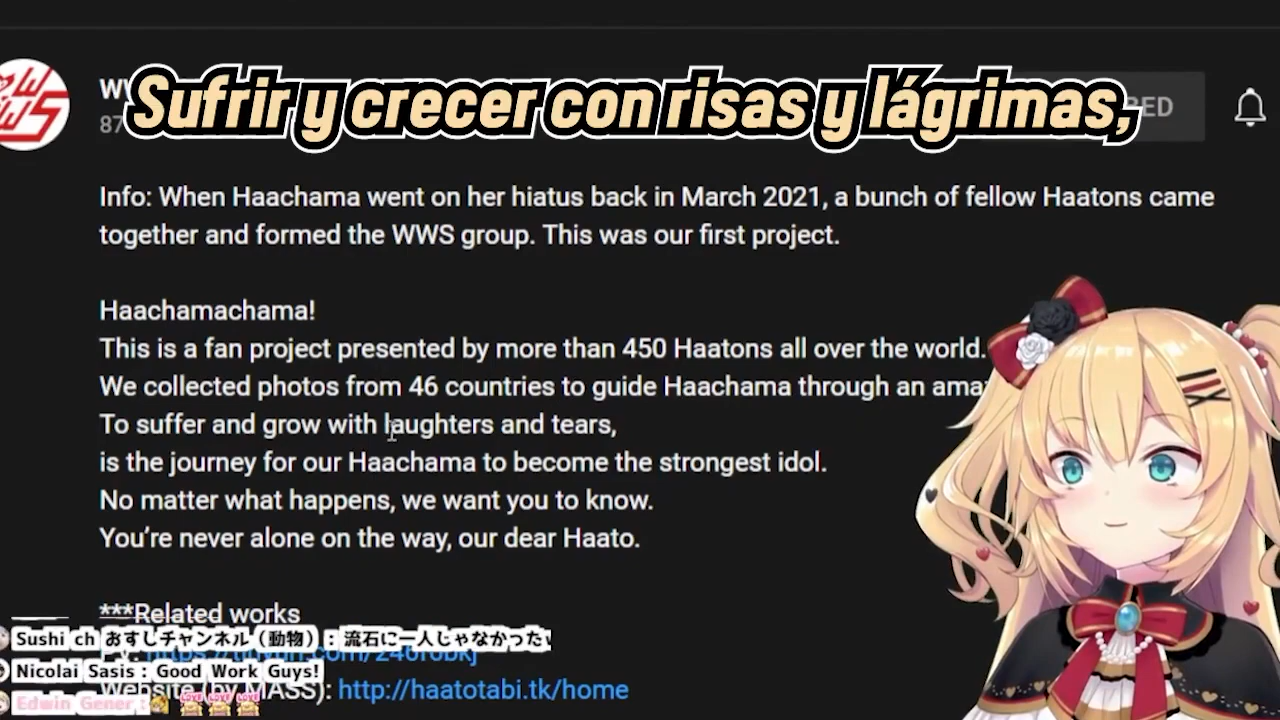 WWS
Sufrir y crecer con risas y lágrimas,
87
Info: When Haachama went on her hiatus back in March 2021, a bunch of fellow Haatons came
together and formed the WWS group. This was our first project.
Haachamachama!
This is a fan project presented by more than 450 Haatons all over the world.
We collected photos from 46 countries to guide Haachama through an
To suffer and grow with laughters and tears,
is the journey for our Haachama to become the strongest idol.
No matter what happens, we want you to know.
You're never alone on the way, our dear Haato.
***Related works
Sushi ch おすしチャンネル（動物）: 流石に一人じゃなかった
Nicolai Sasis : Good Work Guys!
Website (by MASS): http://haatotabi.tk/home
Edwin Gener :